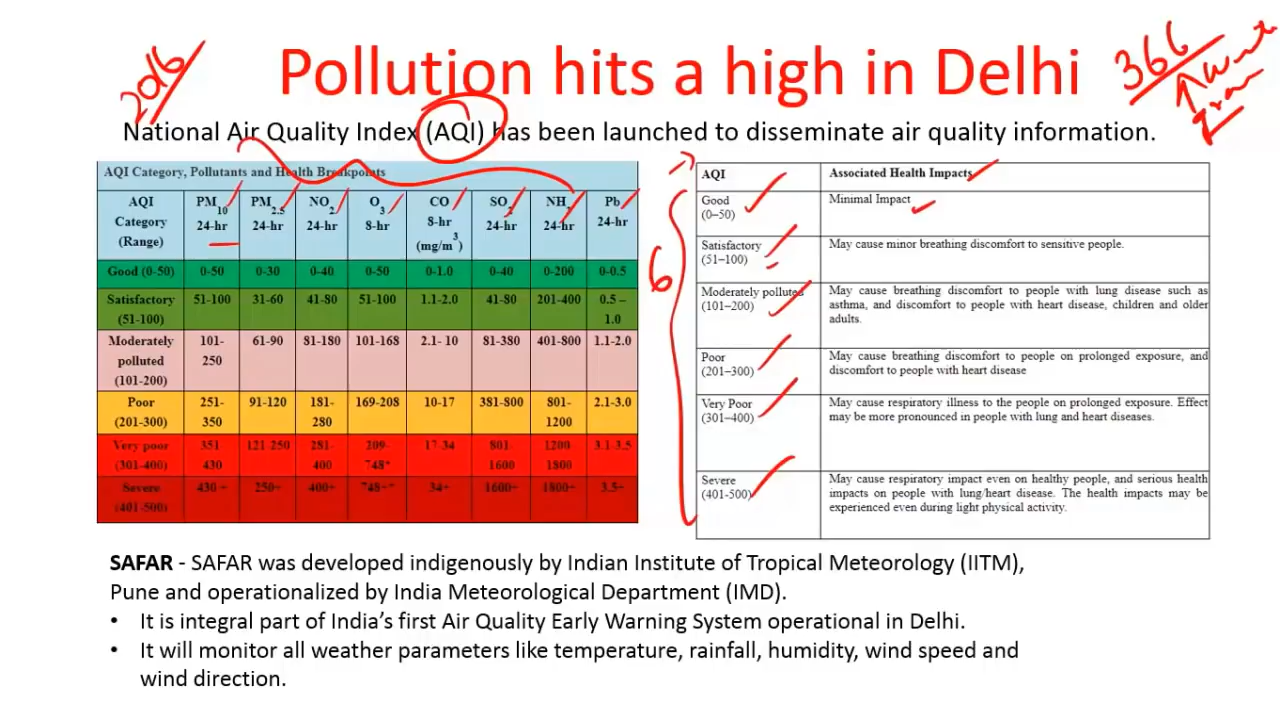 2016
Pollution hits a high in Delhi
366
National Air Quality Index (AQI) has been launched to disseminate air quality information.
AQI Category, Pollutants and Health Breakpoints
AQI Category (Range) PM10 24-hr PM2.5 24-hr NO2 24-hr O3 8-hr CO 8-hr (mg/m3) SO2 24-hr NH3 24-hr Pb 24-hr
Good (0-50) 0-50 0-30 0-40 0-50 0-1.0 0-40 0-200 0-0.5
Satisfactory (51-100) 51-100 31-60 41-80 51-100 1.1-2.0 41-80 201-400 0.5 – 1.0
Moderately polluted (101-200) 101-250 61-90 81-180 101-168 2.1- 10 81-380 401-800 1.1-2.0
Poor (201-300) 251-350 91-120 181-280 169-208 10-17 381-800 801-1200 2.1-3.0
Very poor (301-400) 351 430 121-250 281-400 209-748* 17-34 801-1600 1200 1800 3.1-3.5
Severe (401-500) 430 + 250+ 400+ 748+* 34+ 1600+ 1800+ 3.5+
6
AQI Associated Health Impacts
Good Minimal Impact
(0–50)
Satisfactory May cause minor breathing discomfort to sensitive people.
(51–100)
Moderately polluted May cause breathing discomfort to people with lung disease such as
(101–200) asthma, and discomfort to people with heart disease, children and older
adults.
Poor May cause breathing discomfort to people on prolonged exposure, and
(201–300) discomfort to people with heart disease
Very Poor May cause respiratory illness to the people on prolonged exposure. Effect
(301–400) may be more pronounced in people with lung and heart diseases.
Severe May cause respiratory impact even on healthy people, and serious health
(401-500) impacts on people with lung/heart disease. The health impacts may be
experienced even during light physical activity.
SAFAR - SAFAR was developed indigenously by Indian Institute of Tropical Meteorology (IITM),
Pune and operationalized by India Meteorological Department (IMD).
• It is integral part of India’s first Air Quality Early Warning System operational in Delhi.
• It will monitor all weather parameters like temperature, rainfall, humidity, wind speed and
wind direction.